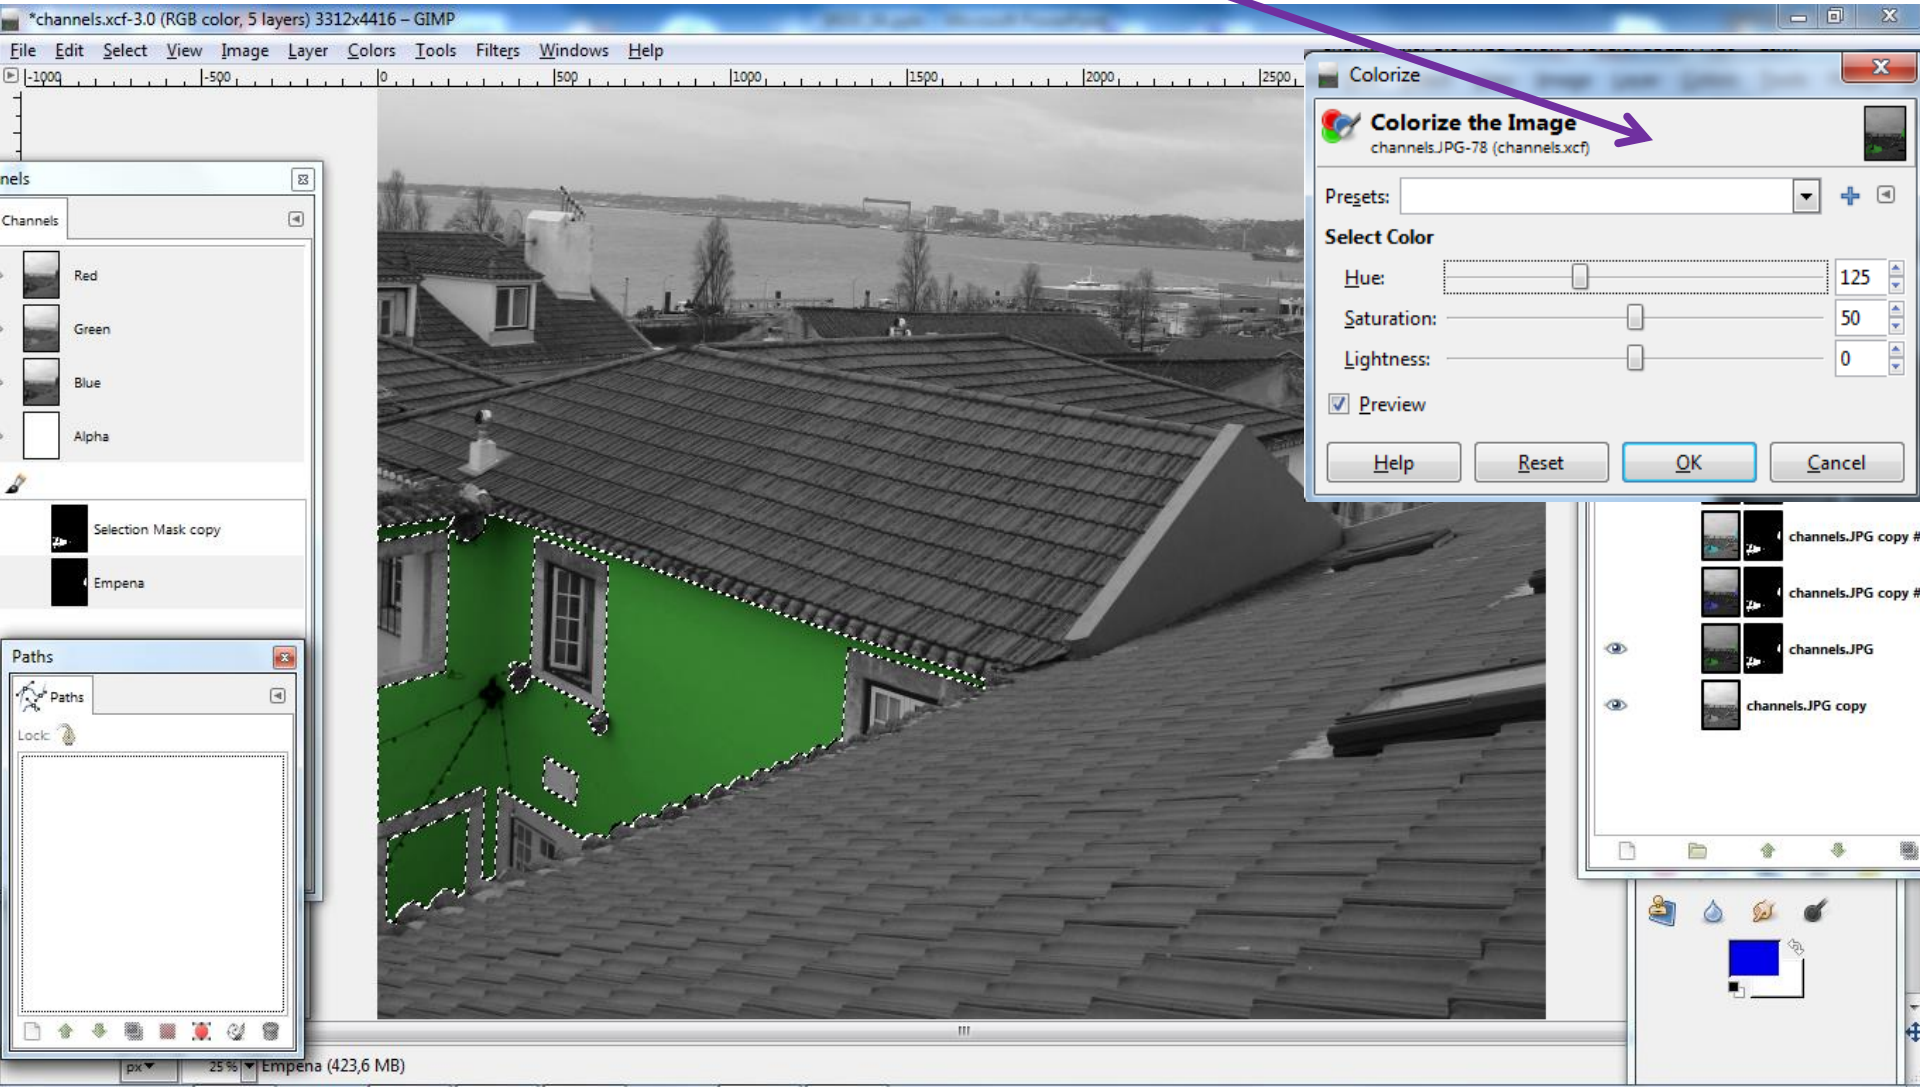 *channels.xcf-3.0 (RGB color, 5 layers) 3312x4416 – GIMP
File Edit Select View Image Layer Colors Tools Filters Windows Help
-1000 -500 0 500 1000 1500 2000 2500
nels
Channels
Red
Green
Blue
Alpha
Selection Mask copy
Empena
Paths
Paths
Lock:
px 25 % Empena (423,6 MB)
Colorize
Colorize the Image
channels.JPG-78 (channels.xcf)
Presets:
Select Color
Hue: 125
Saturation: 50
Lightness: 0
Preview
Help Reset OK Cancel
channels.JPG copy #
channels.JPG copy #
channels.JPG
channels.JPG copy